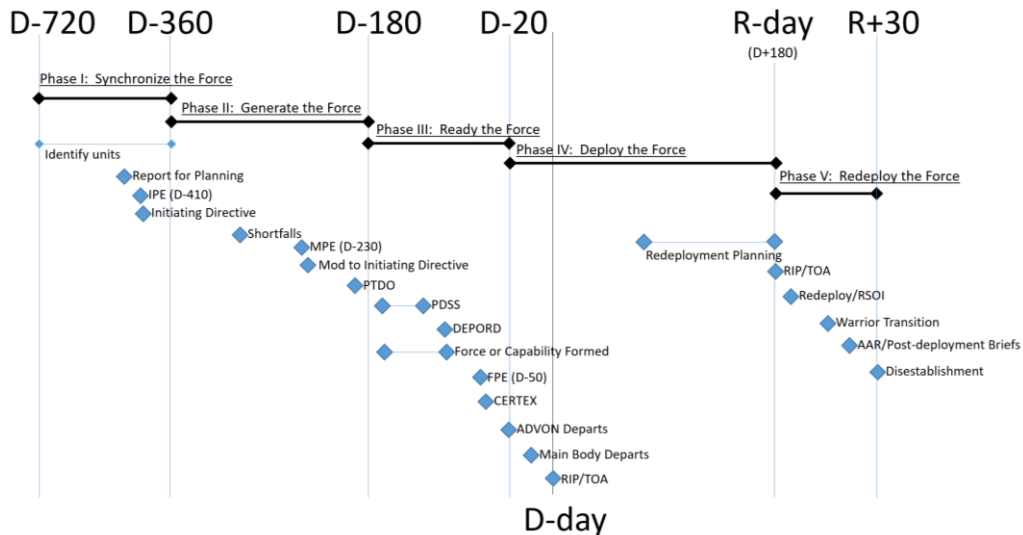 D-720
D-360
D-180
D-20
R-day
R+30
(D+180)
Phase I:  Synchronize the Force
Phase II:  Generate the Force
Phase III:  Ready the Force
Phase IV:  Deploy the Force
Phase V:  Redeploy the Force
Identify units
Report for Planning
IPE (D-410)
Initiating Directive
Shortfalls
MPE (D-230)
Mod to Initiating Directive
PTDO
PDSS
DEPORD
Force or Capability Formed
FPE (D-50)
CERTEX
ADVON Departs
Main Body Departs
RIP/TOA
D-day
Redeployment Planning
RIP/TOA
Redeploy/RSOI
Warrior Transition
AAR/Post-deployment Briefs
Disestablishment